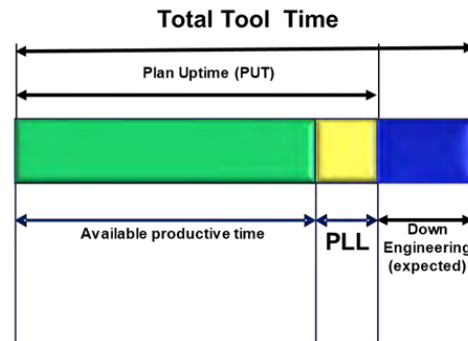 Total Tool Time
Plan Uptime (PUT)
Available productive time
PLL
Down
Engineering
(expected)